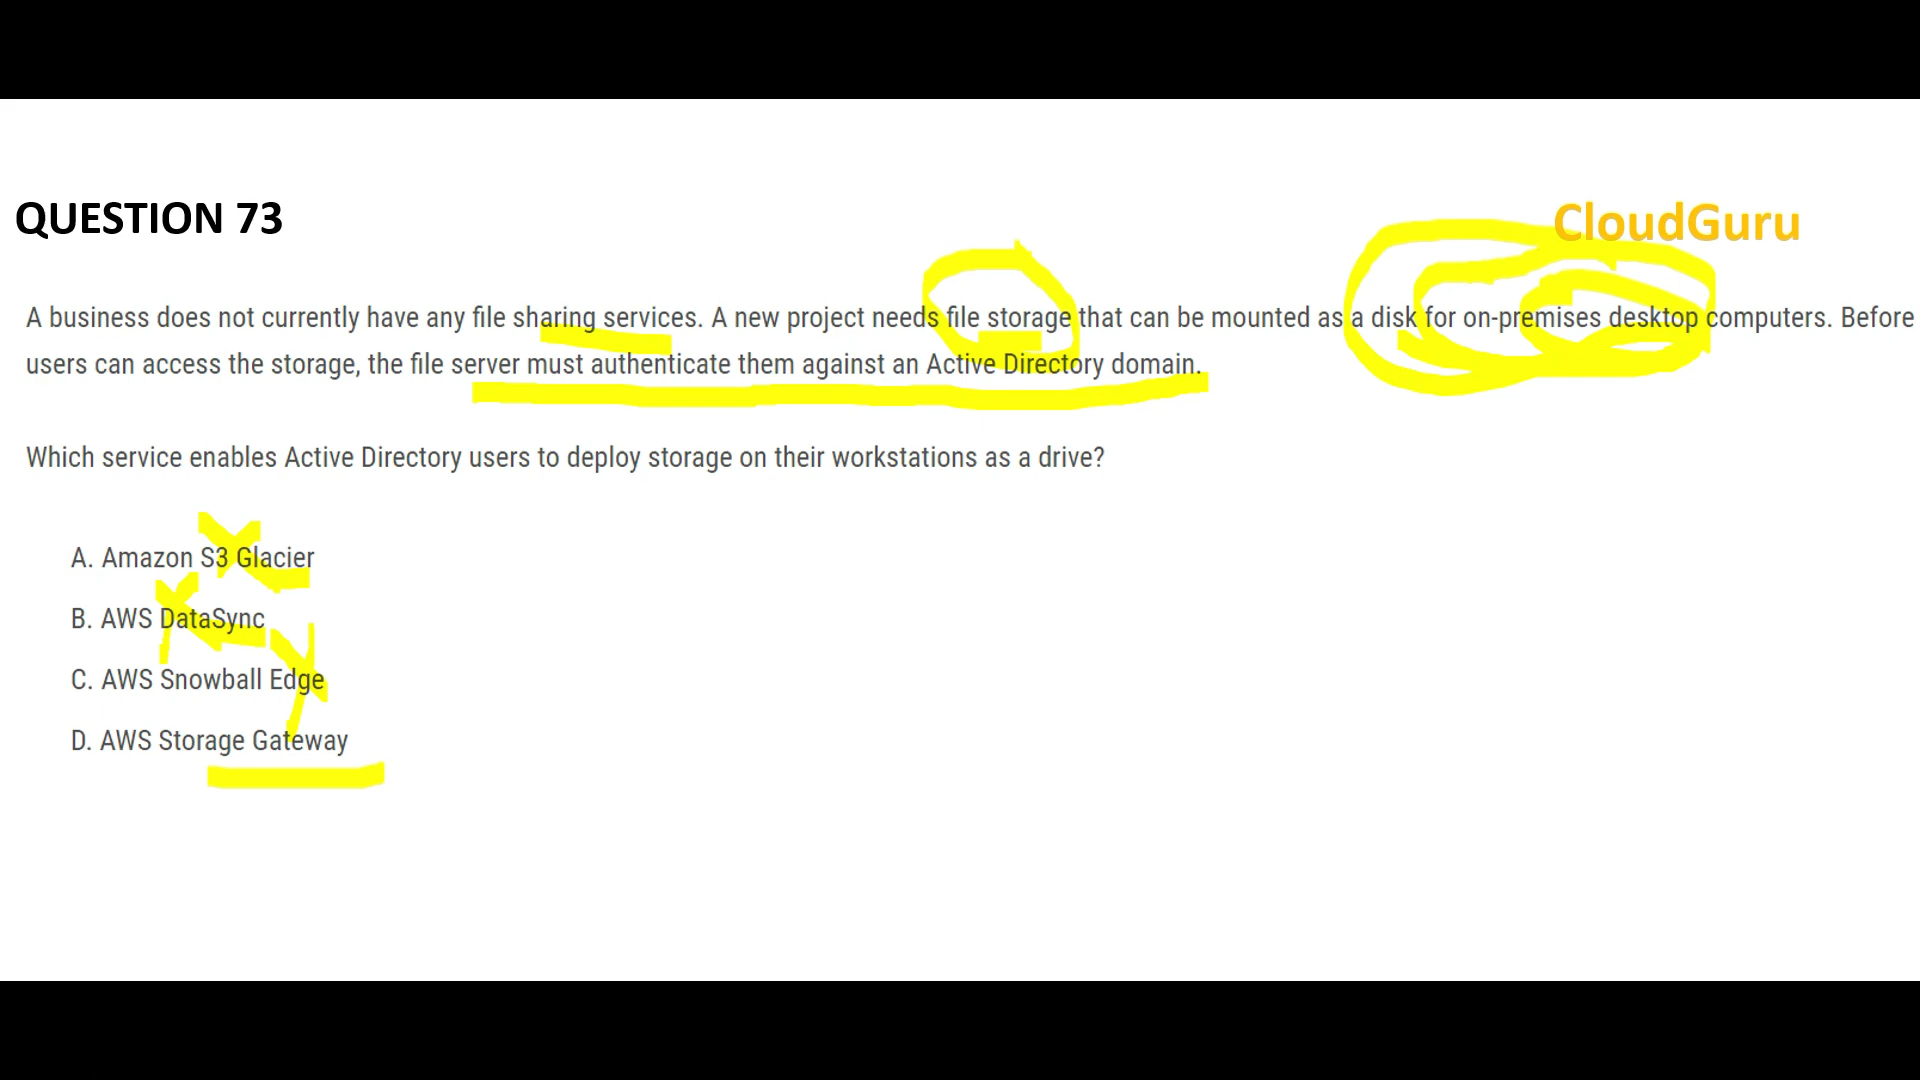 QUESTION 73
CloudGuru
A business does not currently have any file sharing services. A new project needs file storage that can be mounted as a disk for on-premises desktop computers. Before
users can access the storage, the file server must authenticate them against an Active Directory domain.
Which service enables Active Directory users to deploy storage on their workstations as a drive?
A. Amazon S3 Glacier
B. AWS DataSync
C. AWS Snowball Edge
D. AWS Storage Gateway